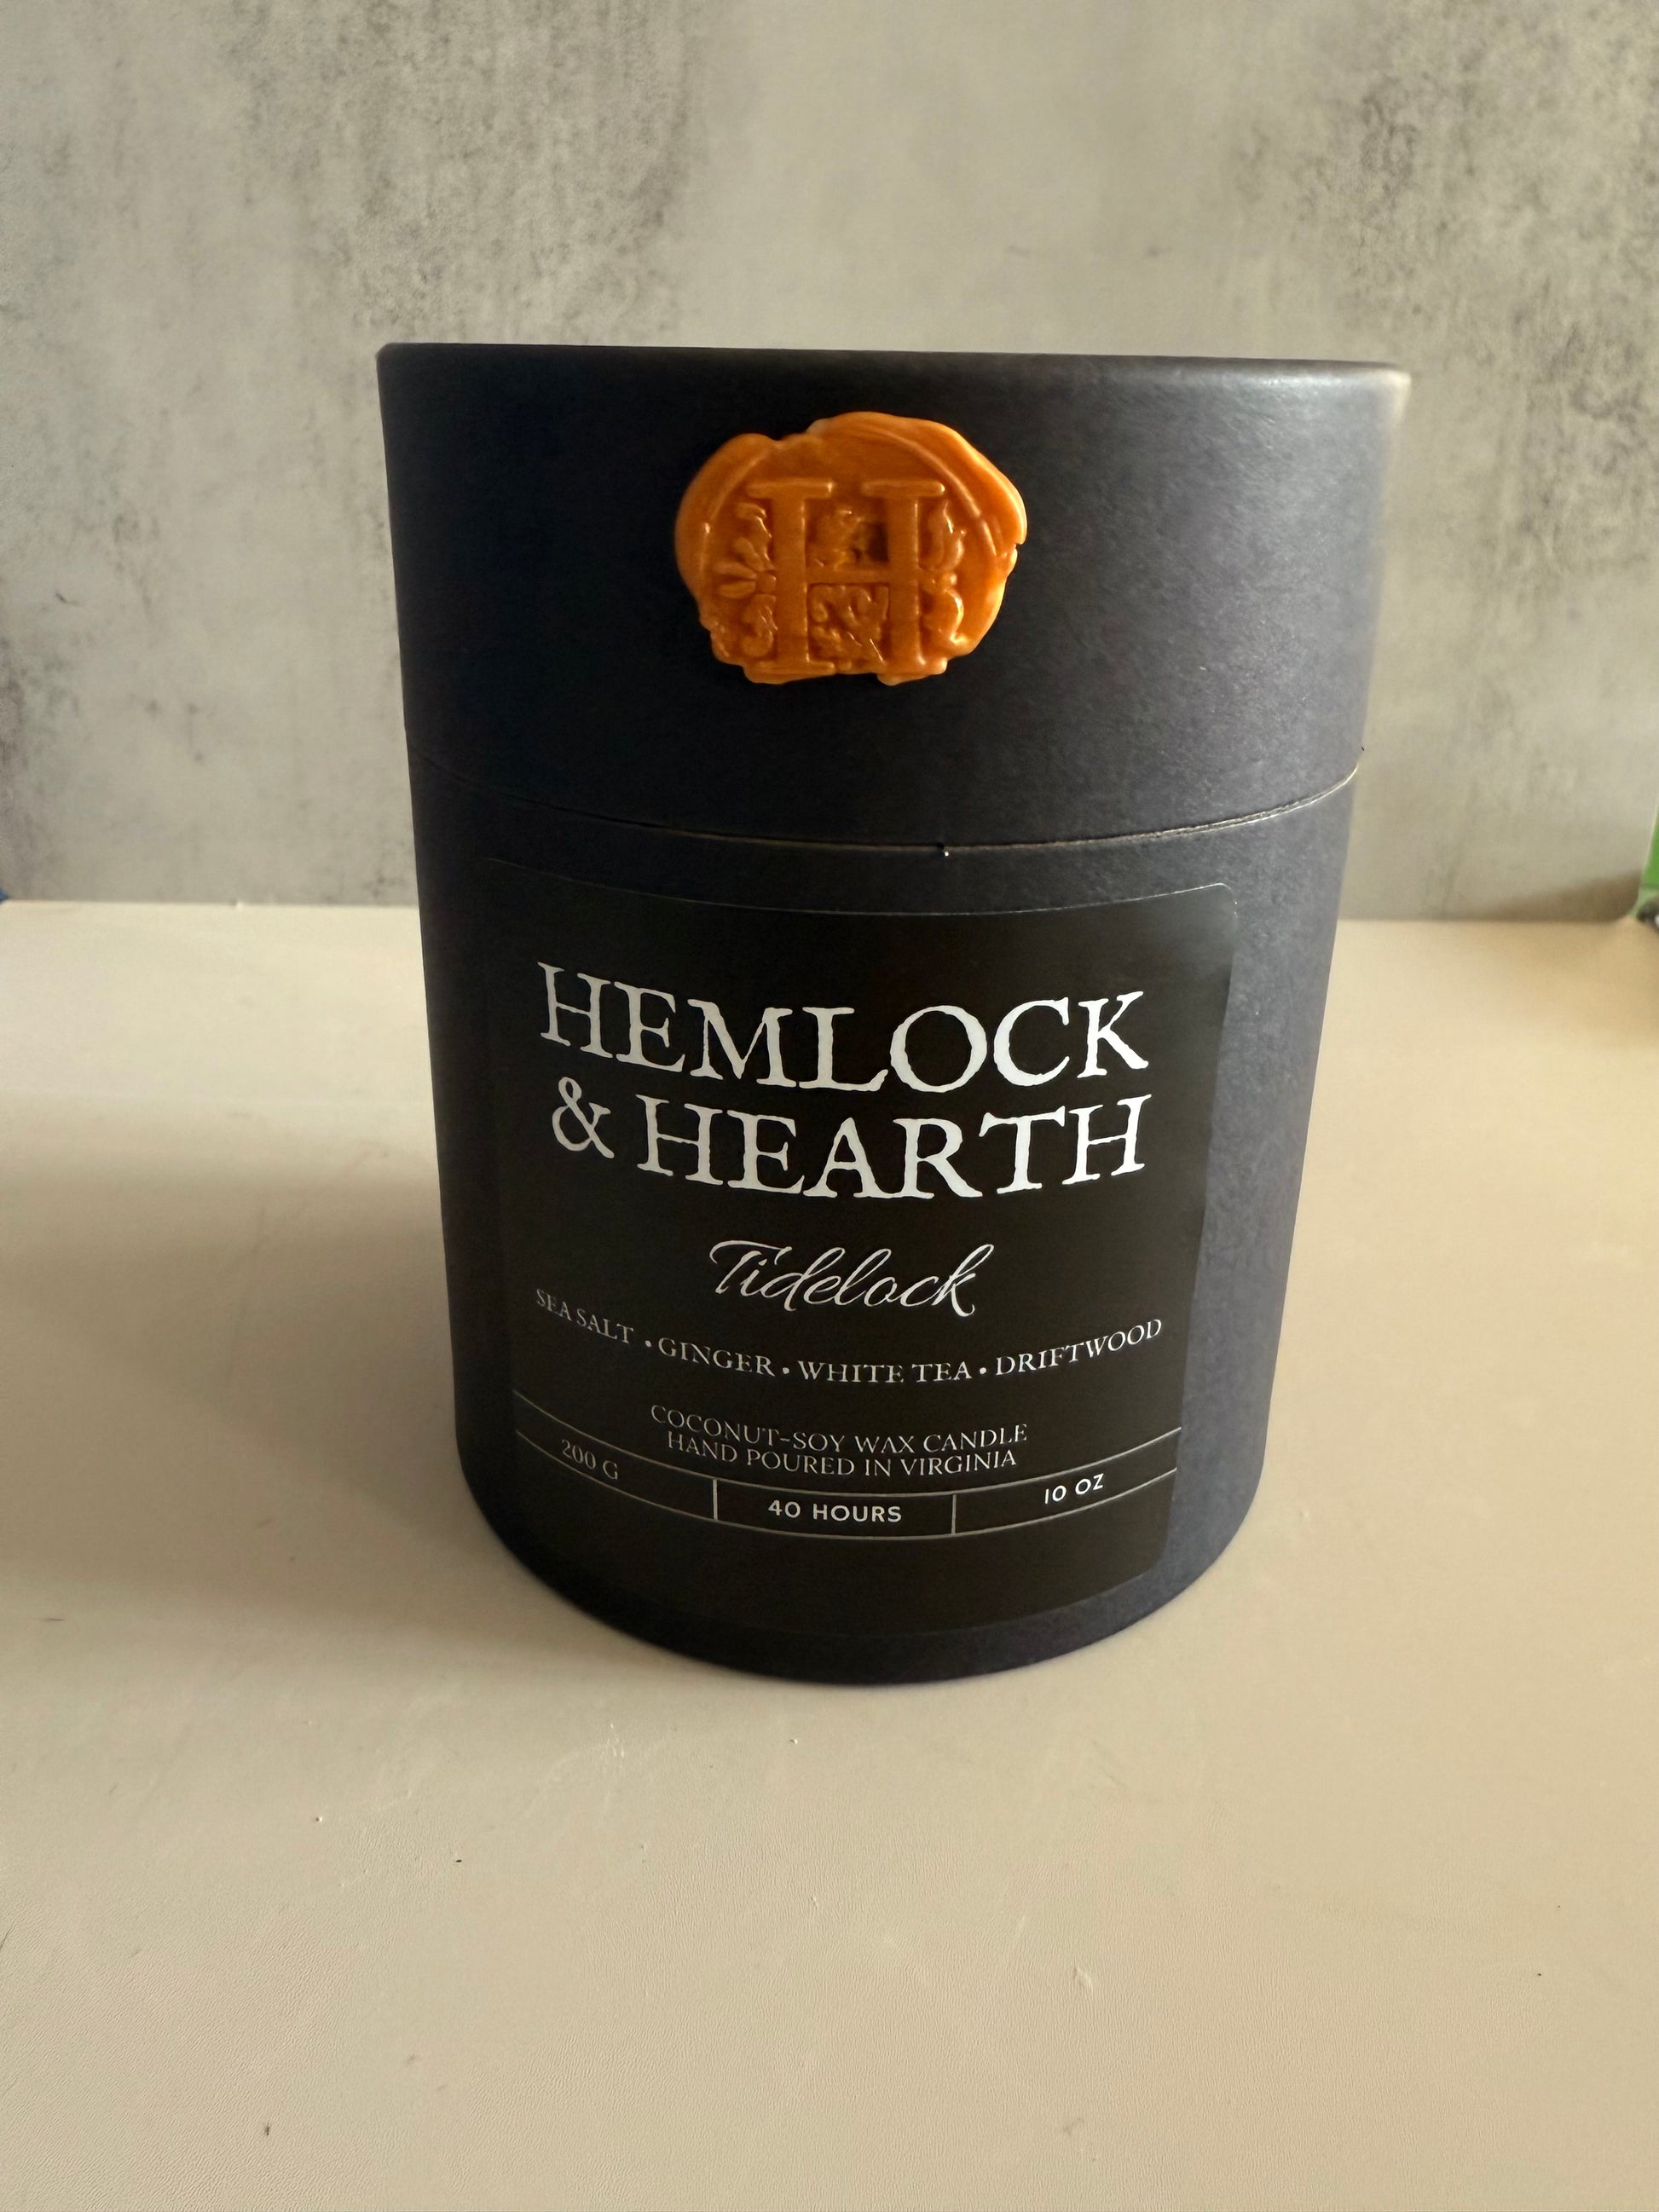 H
HEMLOCK
& HEARTH
Tidelock
SEA SALT • GINGER • WHITE TEA • DRIFTWOOD
COCONUT-SOY WAX CANDLE
HAND POURED IN VIRGINIA
200 G 40 HOURS 10 OZ